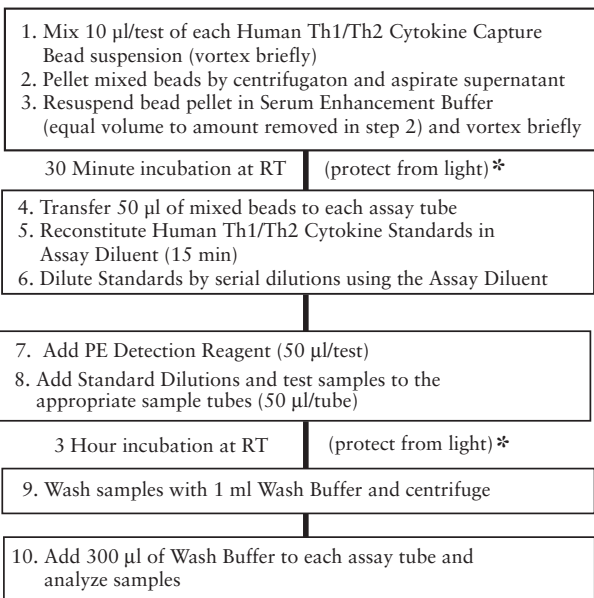 1. Mix 10 µl/test of each Human Th1/Th2 Cytokine Capture
Bead suspension (vortex briefly)
2. Pellet mixed beads by centrifugaton and aspirate supernatant
3. Resuspend bead pellet in Serum Enhancement Buffer
(equal volume to amount removed in step 2) and vortex briefly
30 Minute incubation at RT (protect from light)*
4. Transfer 50 µl of mixed beads to each assay tube
5. Reconstitute Human Th1/Th2 Cytokine Standards in
Assay Diluent (15 min)
6. Dilute Standards by serial dilutions using the Assay Diluent
7. Add PE Detection Reagent (50 µl/test)
8. Add Standard Dilutions and test samples to the
appropriate sample tubes (50 µl/tube)
3 Hour incubation at RT (protect from light)*
9. Wash samples with 1 ml Wash Buffer and centrifuge
10. Add 300 µl of Wash Buffer to each assay tube and
analyze samples